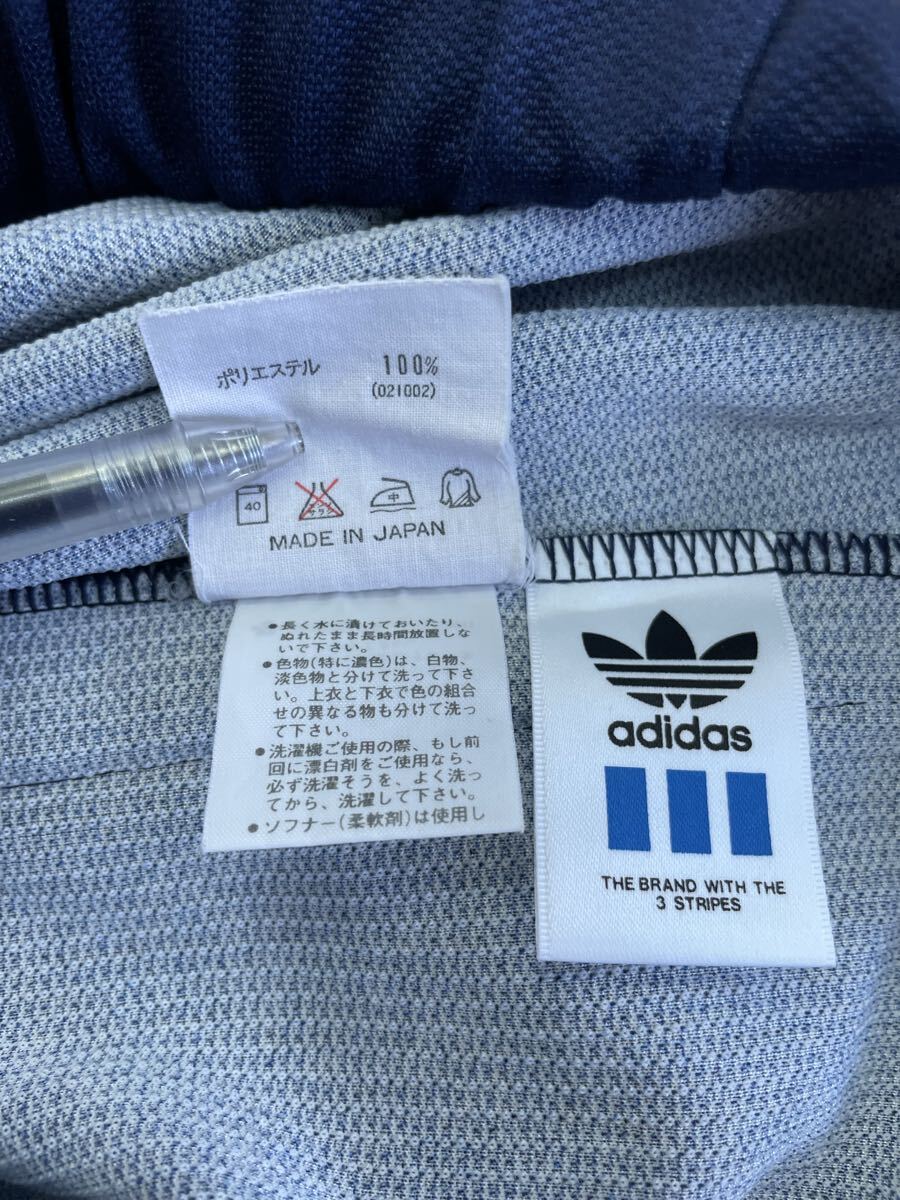 ポリエステル 100%
(021002)
40
エンソ
サラシ
中
MADE IN JAPAN
●長く水に漬けておいたり、
ぬれたまま長時間放置しな
いで下さい。
●色物(特に濃色)は、白物、
淡色物と分けて洗って下さ
い。上衣と下衣で色の組合
せの異なる物も分けて洗っ
て下さい。
●洗濯機ご使用の際、もし前
回に漂白剤をご使用なら、
必ず洗濯そうを、よく洗っ
てから、洗濯して下さい。
●ソフナー(柔軟剤)は使用し
adidas
THE BRAND WITH THE
3 STRIPES